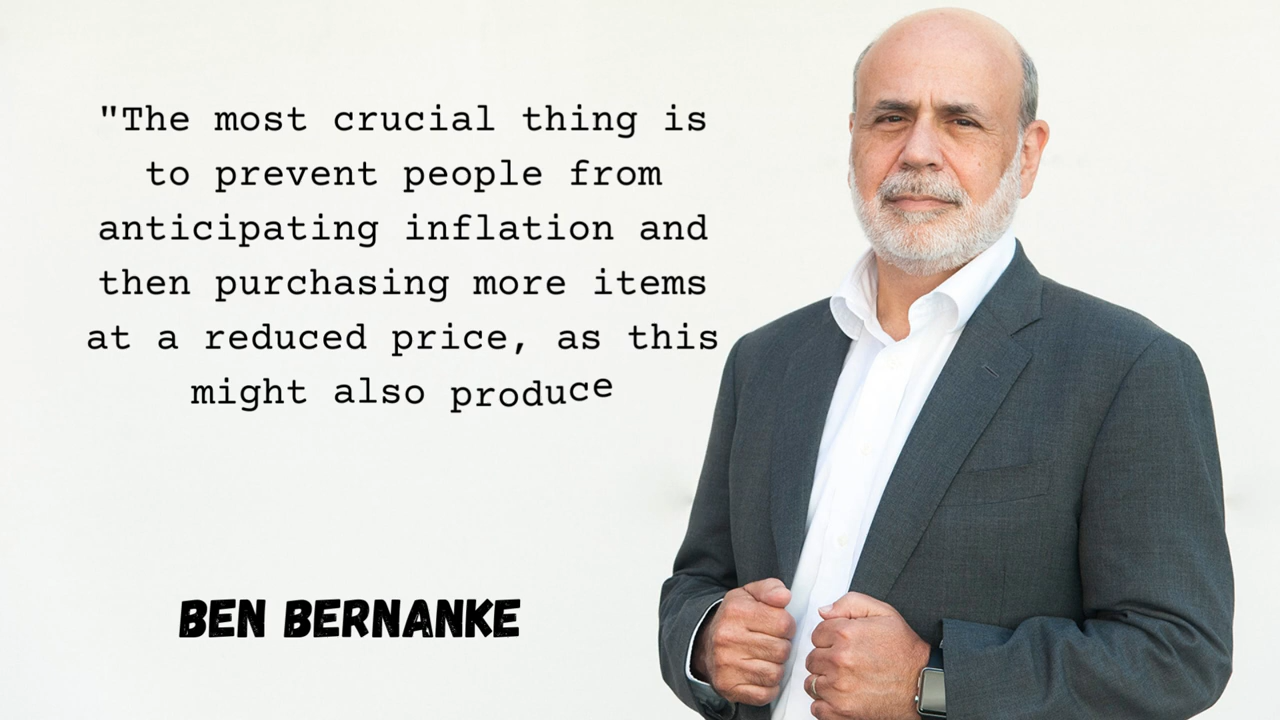 "The most crucial thing is
to prevent people from
anticipating inflation and
then purchasing more items
at a reduced price, as this
might also produce
BEN BERNANKE